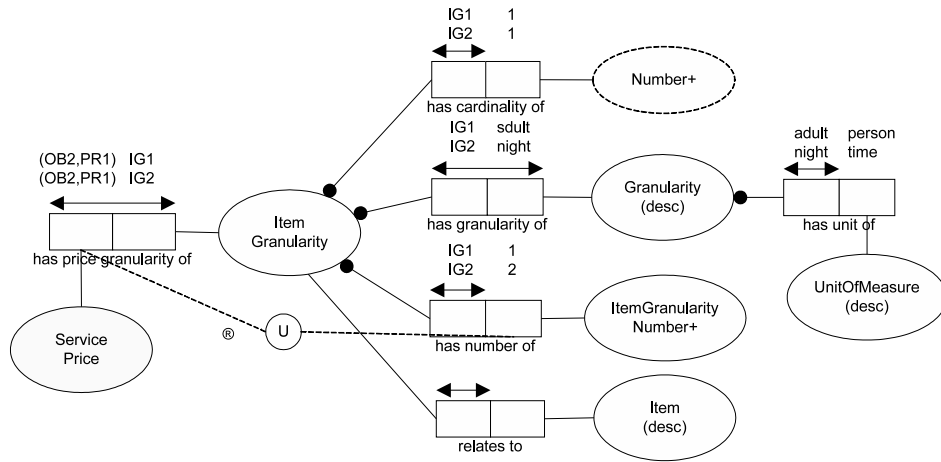 IG1 1
IG2 1
Number+
has cardinality of
IG1 sdult
IG2 night
adult person
night time
(OB2,PR1) IG1
(OB2,PR1) IG2
Item
Granularity
Granularity
(desc)
has price granularity of
has granularity of
has unit of
IG1 1
IG2 2
UnitOfMeasure
(desc)
ItemGranularity
Number+
® U
has number of
Service
Price
Item
(desc)
relates to